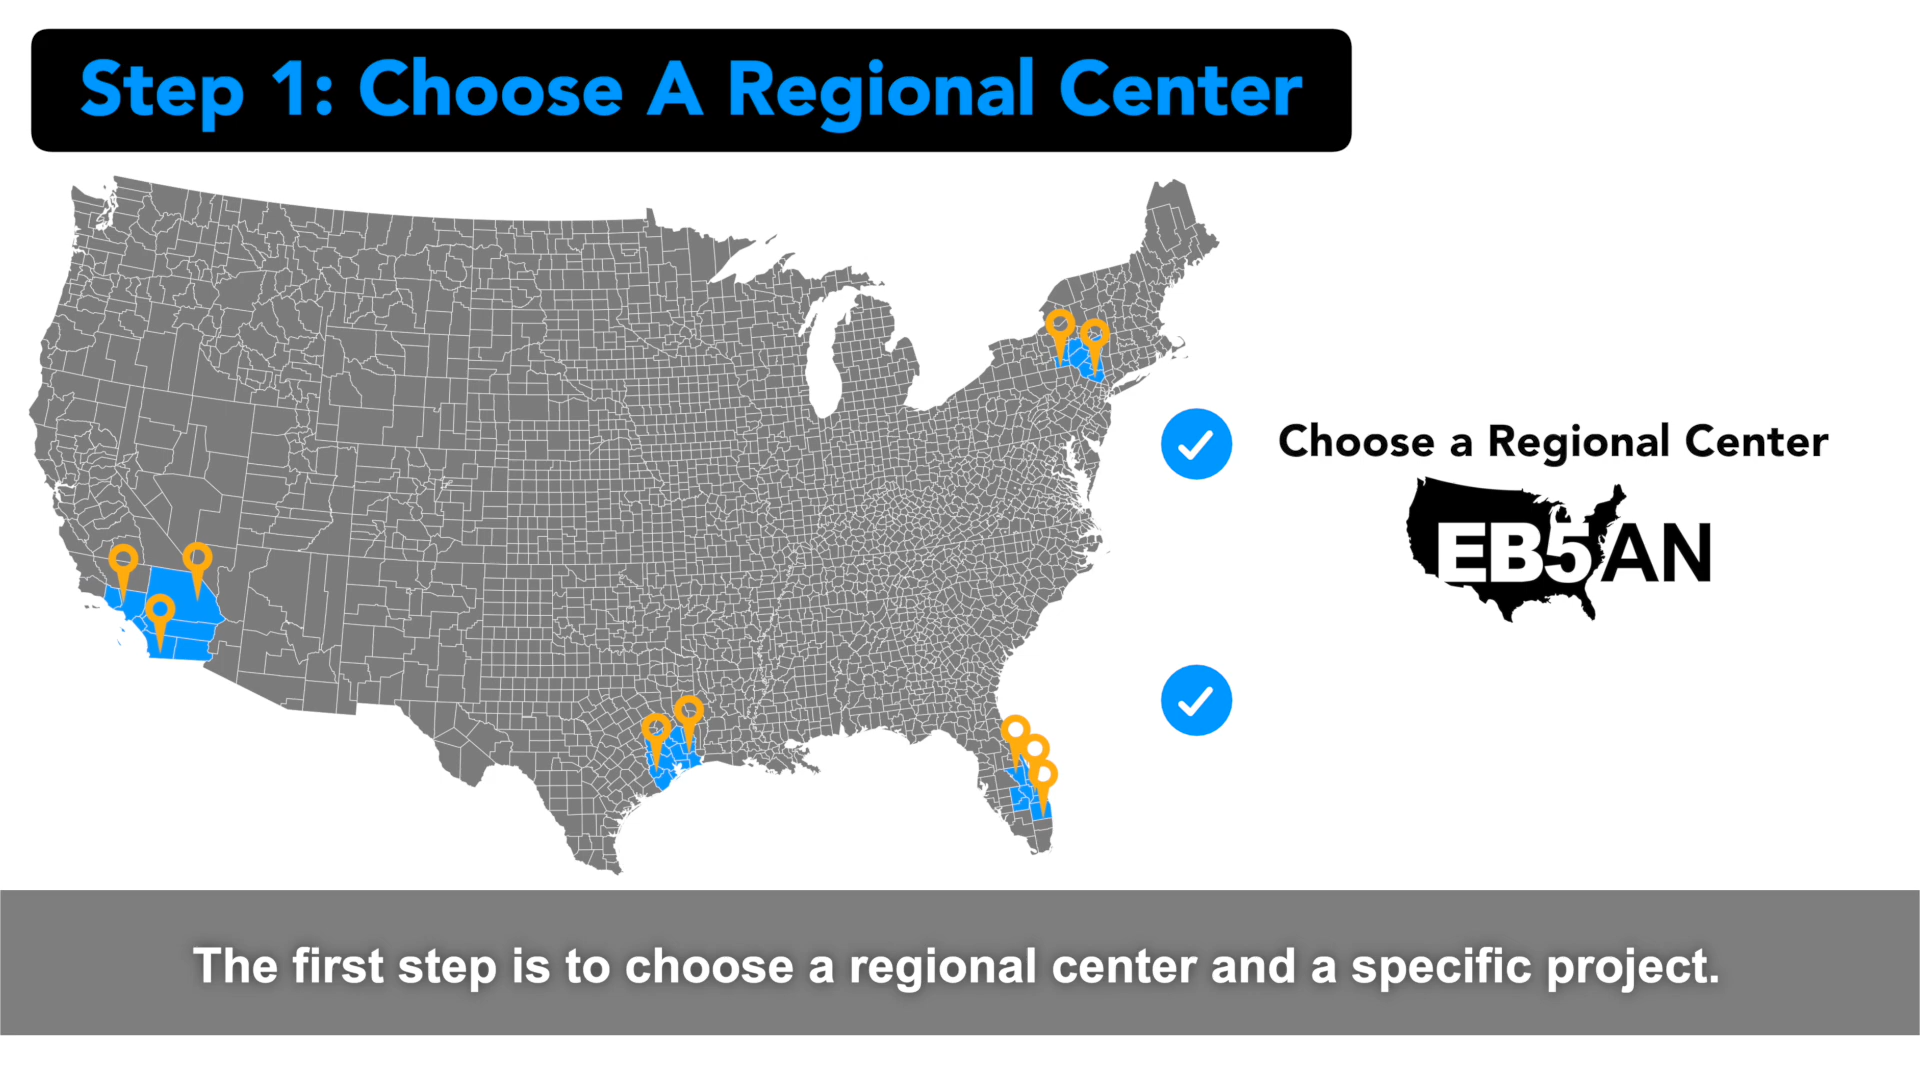 Step 1: Choose A Regional Center
Choose a Regional Center
EB5AN
The first step is to choose a regional center and a specific project.